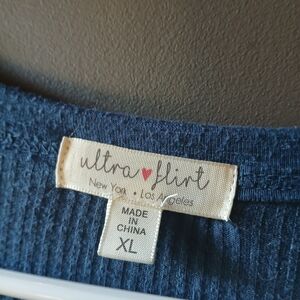 ultra flirt
New York • Los Angeles
MADE
IN
CHINA
XL